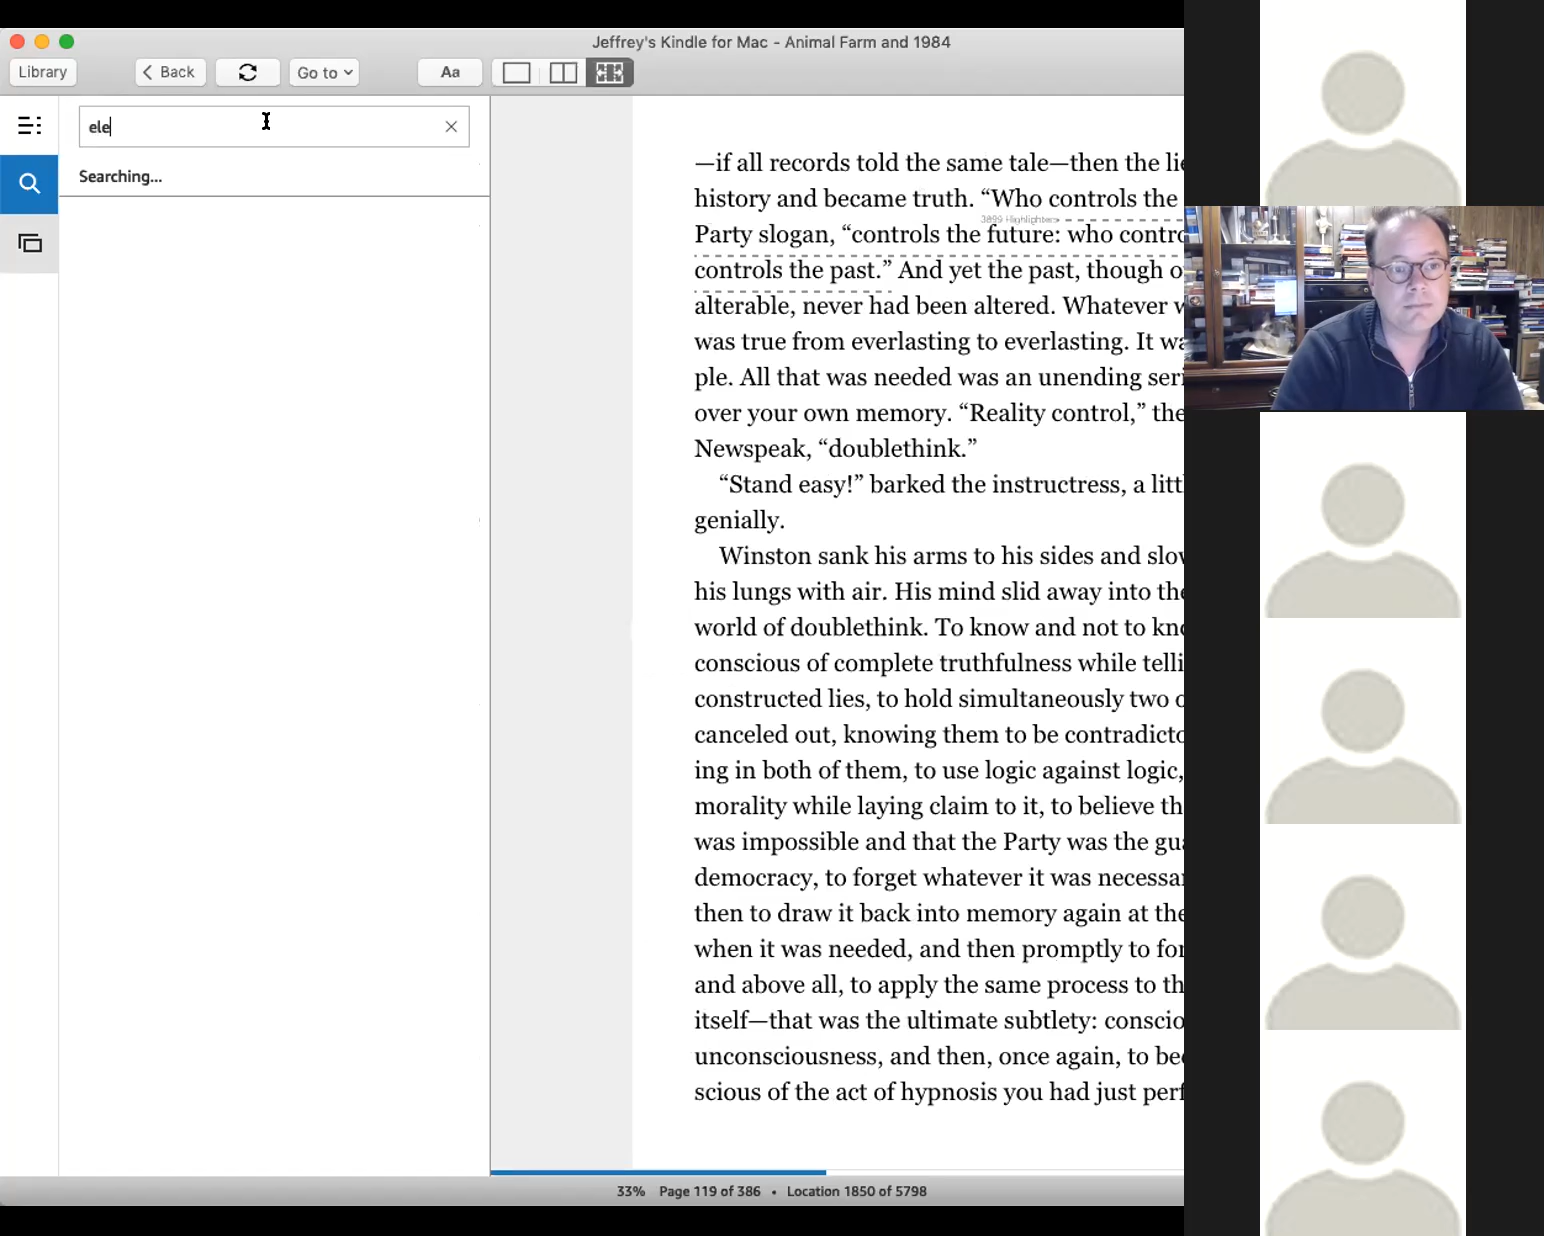 Jeffrey's Kindle for Mac - Animal Farm and 1984
Library
Back
Go to
Aa
ele
Searching...
—if all records told the same tale—then the lie
history and became truth. “Who controls the
3899 Highlighters
Party slogan, “controls the future: who contro
controls the past.” And yet the past, though o
alterable, never had been altered. Whatever w
was true from everlasting to everlasting. It wa
ple. All that was needed was an unending seri
over your own memory. “Reality control,” the
Newspeak, “doublethink.”
“Stand easy!” barked the instructress, a littl
genially.
Winston sank his arms to his sides and slow
his lungs with air. His mind slid away into the
world of doublethink. To know and not to kno
conscious of complete truthfulness while telli
constructed lies, to hold simultaneously two o
canceled out, knowing them to be contradicto
ing in both of them, to use logic against logic,
morality while laying claim to it, to believe th
was impossible and that the Party was the gua
democracy, to forget whatever it was necessar
then to draw it back into memory again at the
when it was needed, and then promptly to for
and above all, to apply the same process to th
itself—that was the ultimate subtlety: conscio
unconsciousness, and then, once again, to bec
scious of the act of hypnosis you had just perf
33% Page 119 of 386 • Location 1850 of 5798